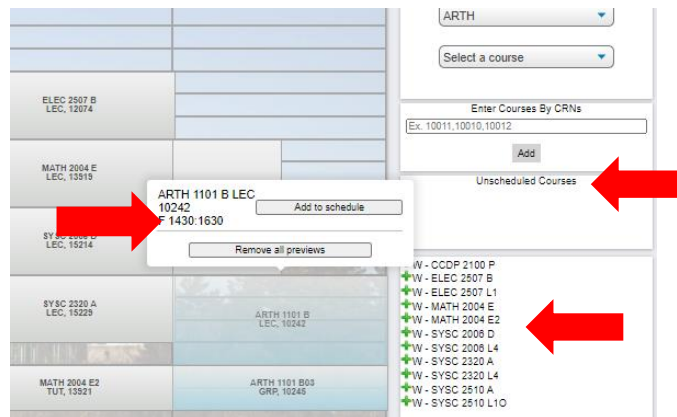 ARTH
Select a course
ELEC 2507 B
LEC, 12074
Enter Courses By CRNs
Ex. 10011,10010,10012
Add
MATH 2004 E
LEC, 13919
Unscheduled Courses
ARTH 1101 B LEC
10242
F 1430:1630
Add to schedule
Remove all previews
LEC, 15214
SYSC 2320 A
LEC, 15229
ARTH 1101 B
LEC, 10242
MATH 2004 E2
TUT, 13921
ARTH 1101 B03
GRP, 10245
W - CCDP 2100 P
W - ELEC 2507 B
W - ELEC 2507 L1
W - MATH 2004 E
W - MATH 2004 E2
W - SYSC 2006 D
W - SYSC 2006 L4
W - SYSC 2320 A
W - SYSC 2320 L4
W - SYSC 2510 A
W - SYSC 2510 L1O